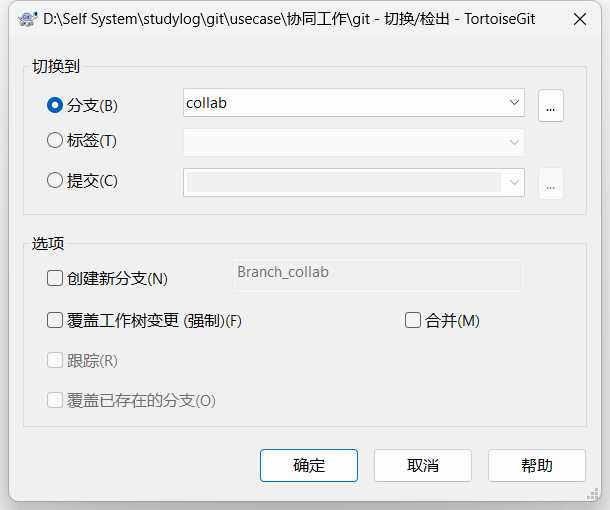 D:\Self System\studylog\git\usecase\协同工作\git - 切换/检出 - TortoiseGit
切换到
分支(B) collab ...
标签(T)
提交(C) ...
选项
创建新分支(N) Branch_collab
覆盖工作树变更 (强制)(F) 合并(M)
跟踪(R)
覆盖已存在的分支(O)
确定 取消 帮助